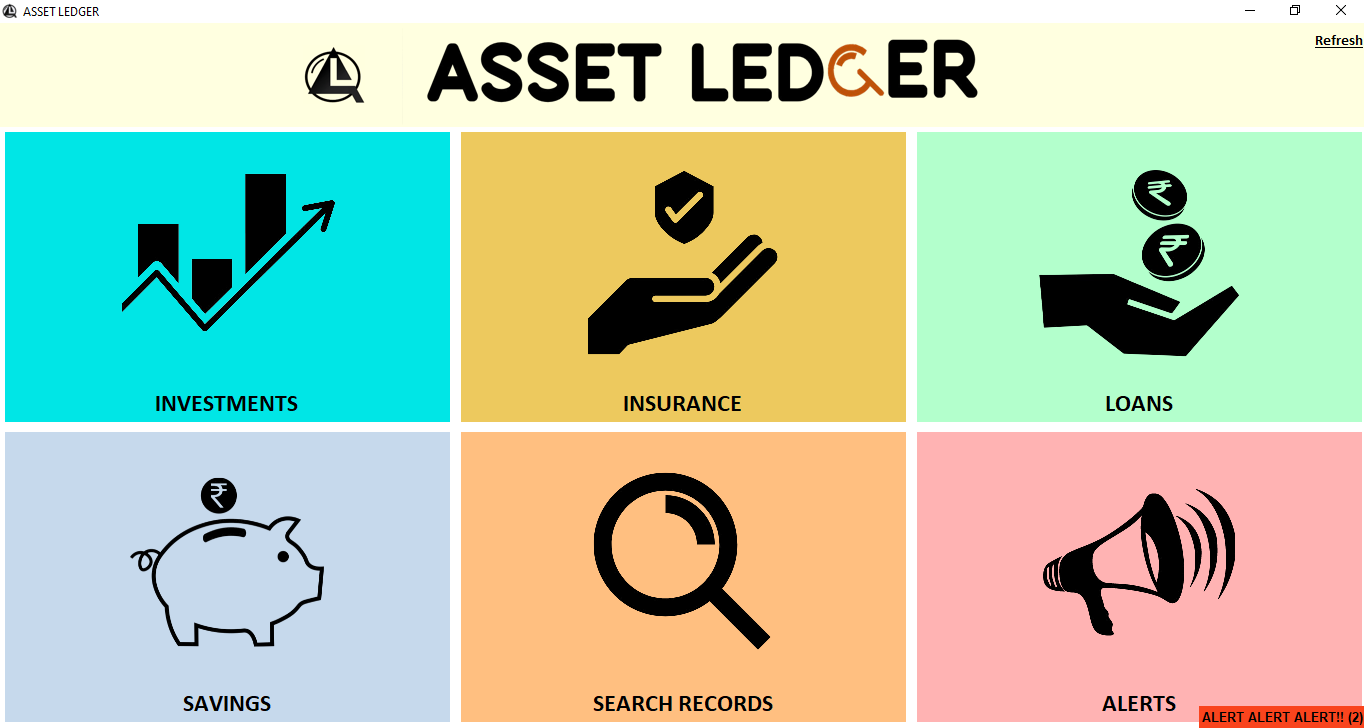 ASSET LEDGER
Refresh
ASSET LEDGER
INVESTMENTS
INSURANCE
LOANS
₹
₹
₹
SAVINGS
SEARCH RECORDS
ALERTS
ALERT ALERT ALERT!! (2)